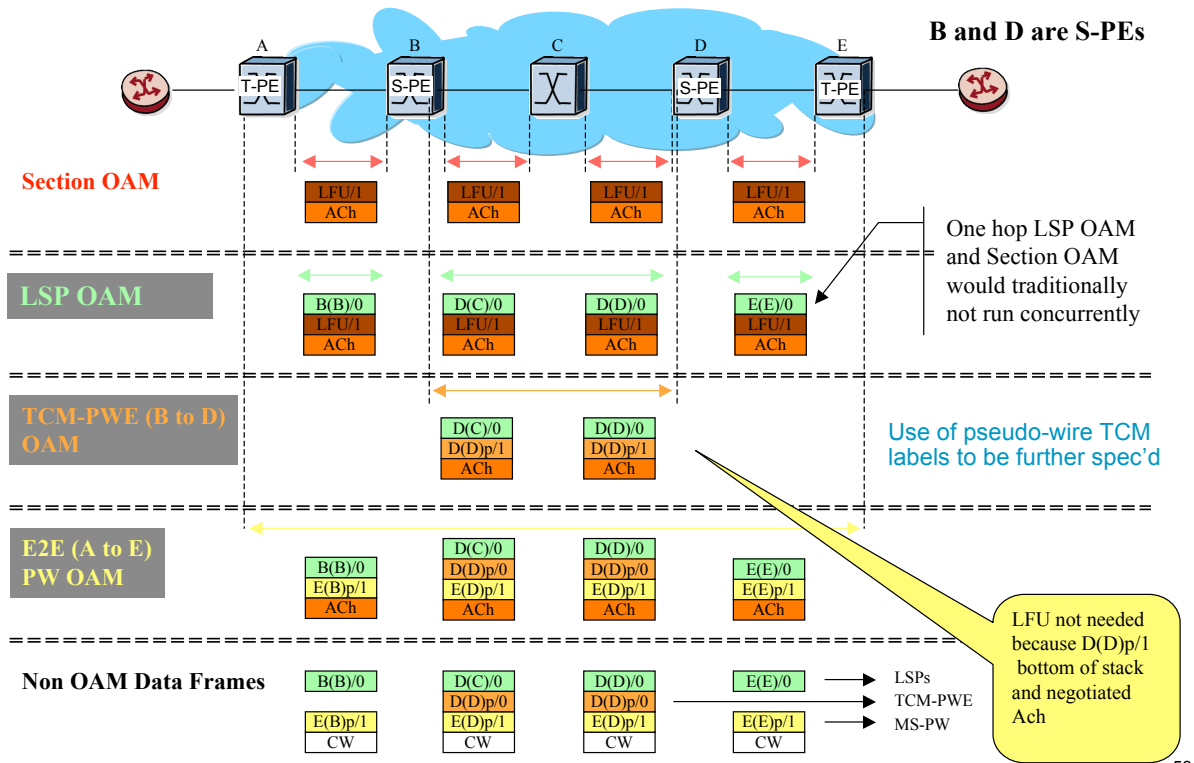 B and D are S-PEs
A
B
C
D
E
T-PE
S-PE
S-PE
T-PE
Section OAM
LFU/1
ACh
LFU/1
ACh
LFU/1
ACh
LFU/1
ACh
One hop LSP OAM
and Section OAM
would traditionally
not run concurrently
LSP OAM
B(B)/0
LFU/1
ACh
D(C)/0
LFU/1
ACh
D(D)/0
LFU/1
ACh
E(E)/0
LFU/1
ACh
TCM-PWE (B to D)
OAM
D(C)/0
D(D)p/1
ACh
D(D)/0
D(D)p/1
ACh
Use of pseudo-wire TCM
labels to be further spec’d
E2E (A to E)
PW OAM
B(B)/0
E(B)p/1
ACh
D(C)/0
D(D)p/0
E(D)p/1
ACh
D(D)/0
D(D)p/0
E(D)p/1
ACh
E(E)/0
E(E)p/1
ACh
LFU not needed
because D(D)p/1
bottom of stack
and negotiated
Ach
Non OAM Data Frames
B(B)/0
E(B)p/1
CW
D(C)/0
D(D)p/0
E(D)p/1
CW
D(D)/0
D(D)p/0
E(D)p/1
CW
E(E)/0
E(E)p/1
CW
LSPs
TCM-PWE
MS-PW